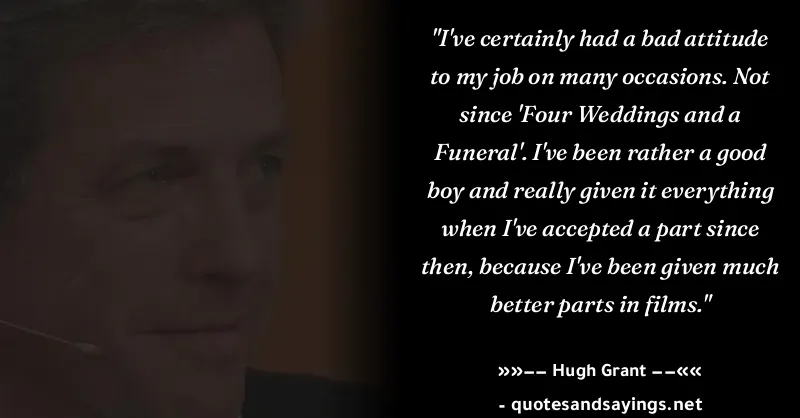 "I've certainly had a bad attitude
to my job on many occasions. Not
since 'Four Weddings and a
Funeral'. I've been rather a good
boy and really given it everything
when I've accepted a part since
then, because I've been given much
better parts in films."
»»−− Hugh Grant −−««
- quotesandsayings.net